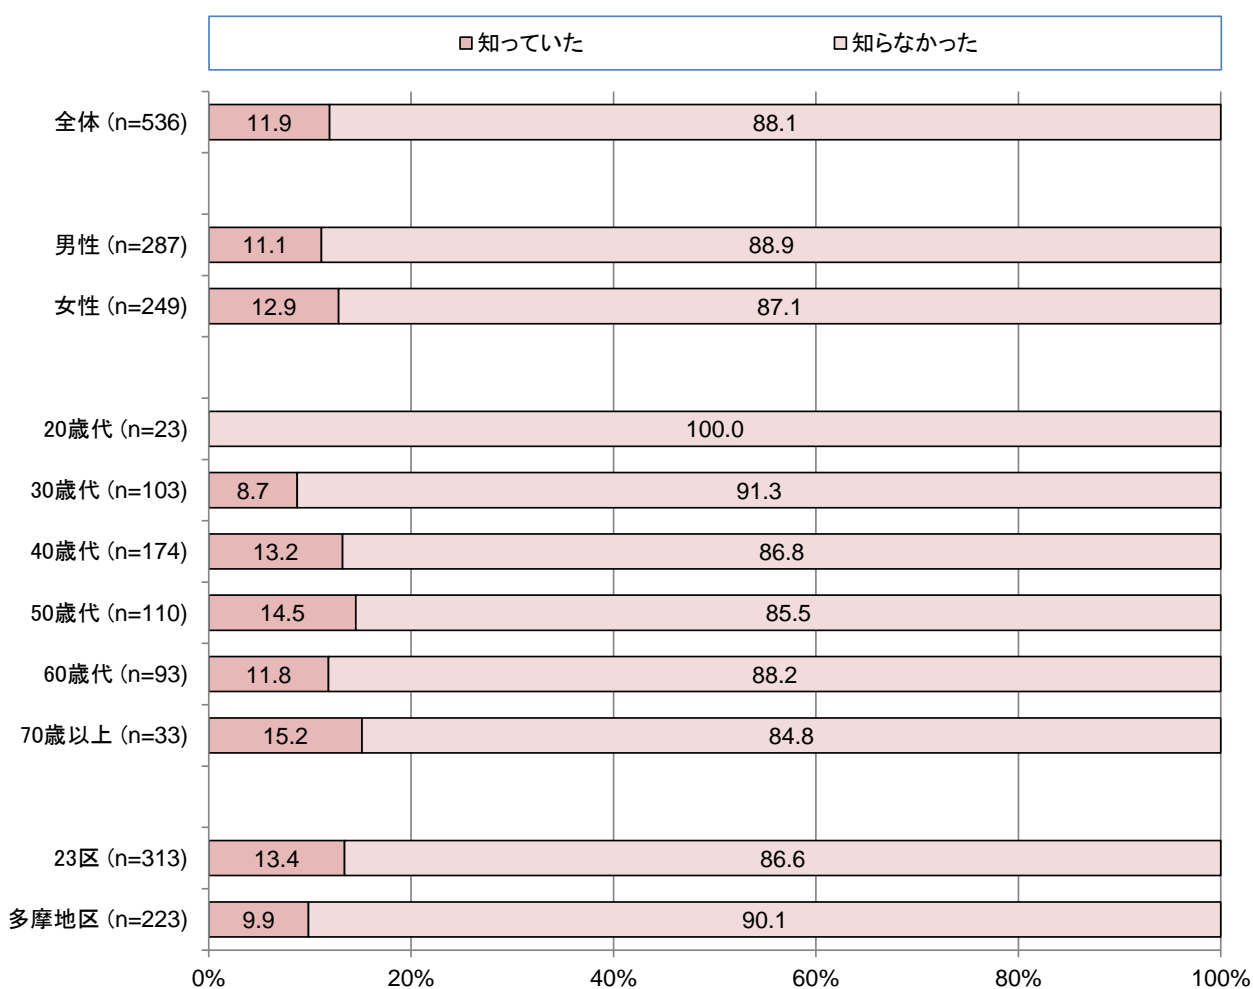 知っていた 知らなかった
全体 (n=536) 11.9 88.1
男性 (n=287) 11.1 88.9
女性 (n=249) 12.9 87.1
20歳代 (n=23) 100.0
30歳代 (n=103) 8.7 91.3
40歳代 (n=174) 13.2 86.8
50歳代 (n=110) 14.5 85.5
60歳代 (n=93) 11.8 88.2
70歳以上 (n=33) 15.2 84.8
23区 (n=313) 13.4 86.6
多摩地区 (n=223) 9.9 90.1
0% 20% 40% 60% 80% 100%